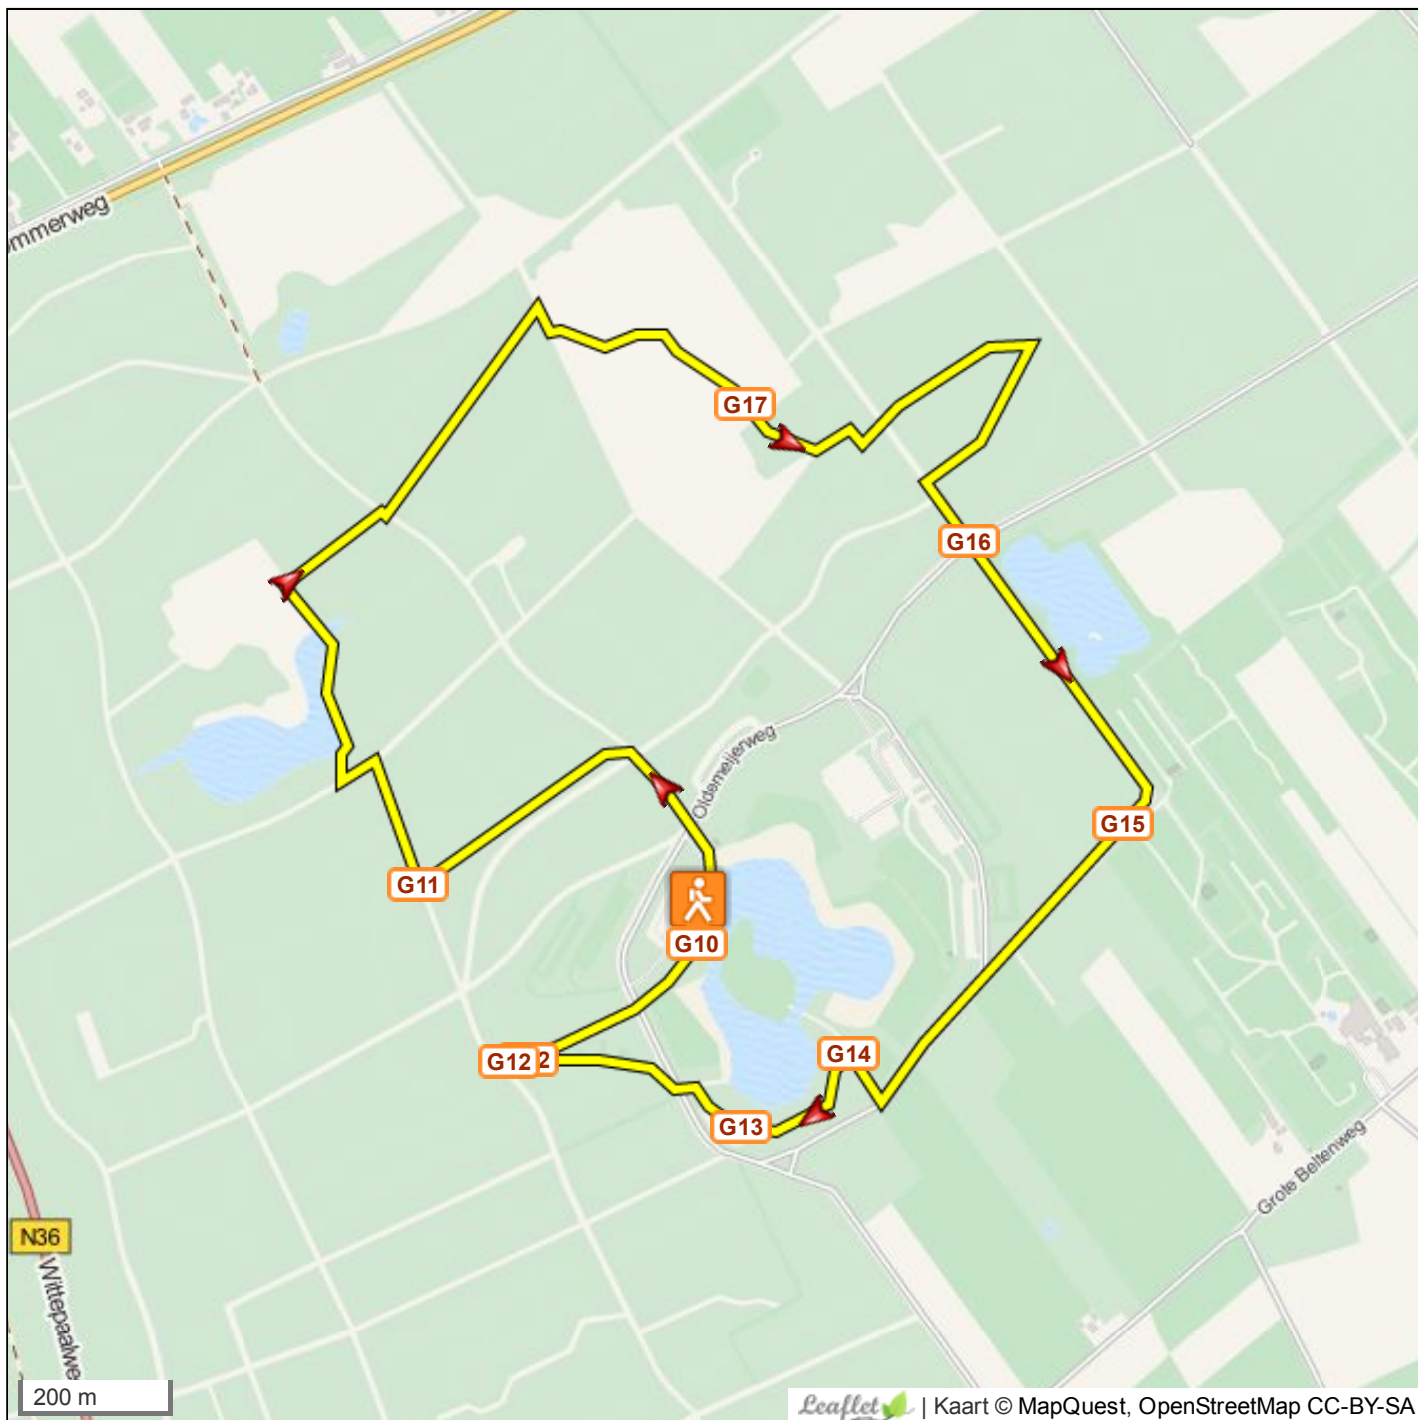 ommerweg
G17
G16
Oldemeijerweg
G15
G11
G10
G14
G12
2
G13
Grote Beltenweg
N36
Wittepaalwe
200 m
Leaflet | Kaart © MapQuest, OpenStreetMap CC-BY-SA